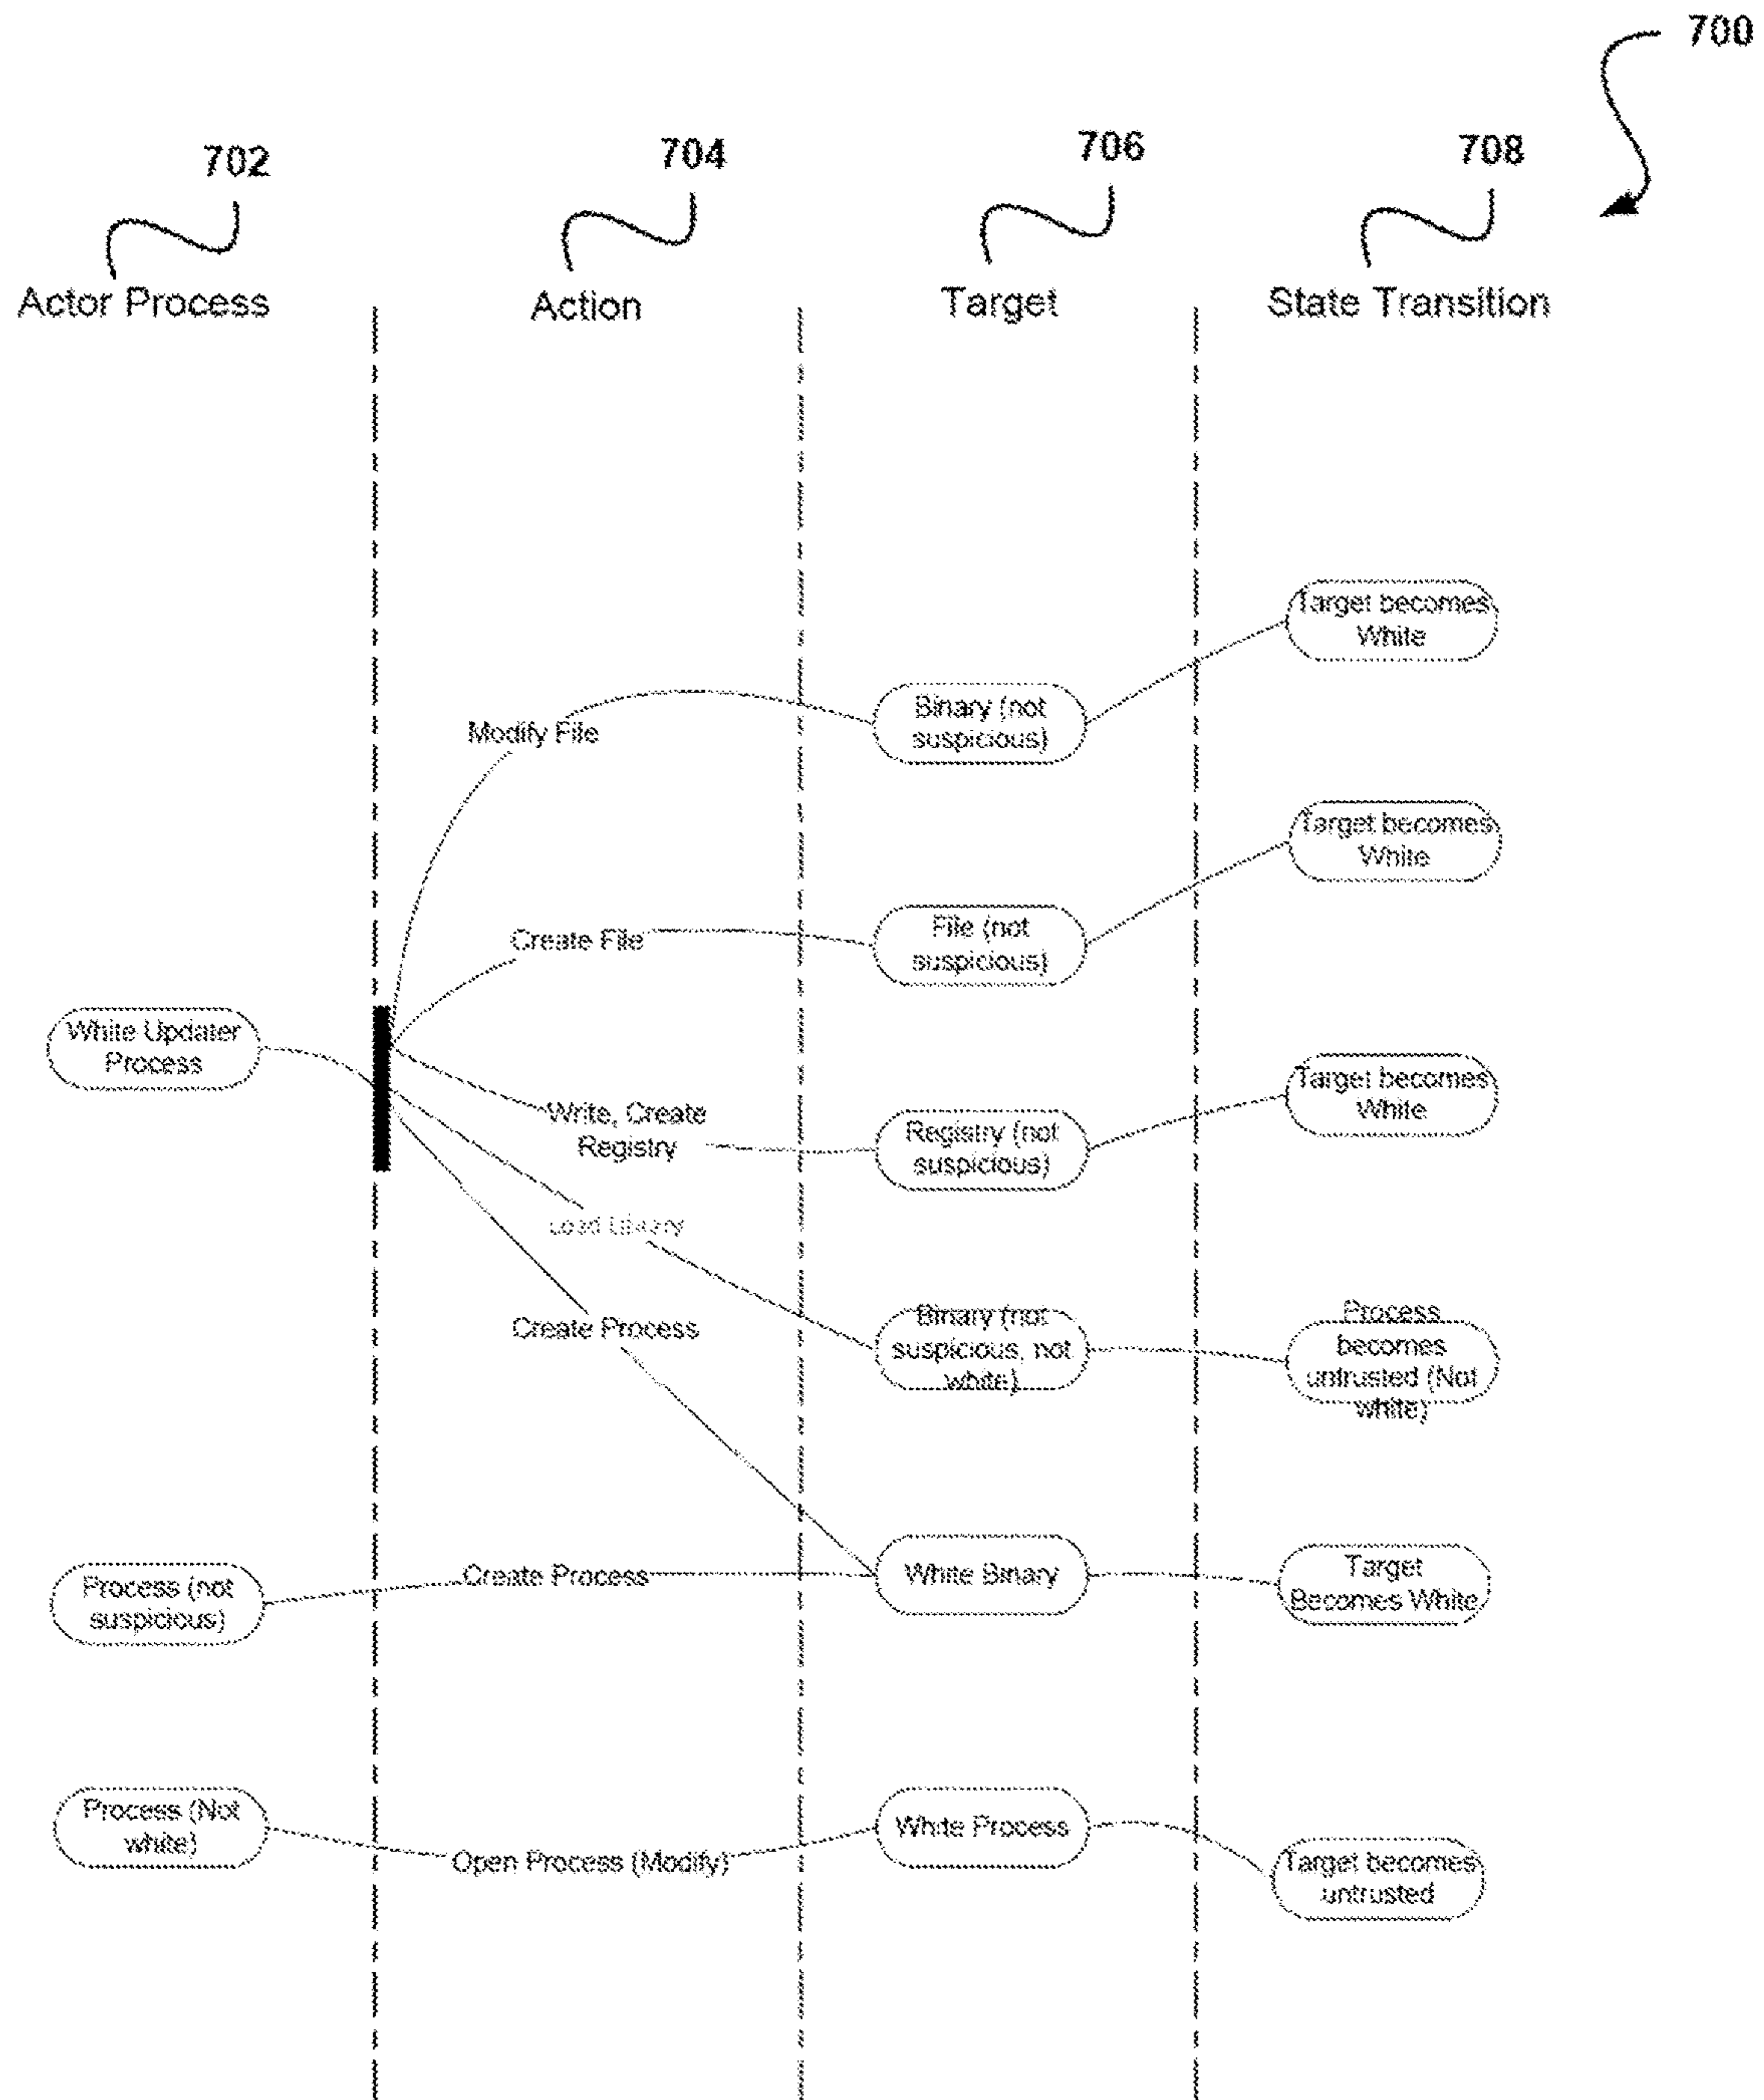 700
702
704
706
708
Actor Process
Action
Target
State Transition
Target becomes
White
Modify File
Binary (not
suspicious)
Target becomes
White
Create File
File (not
suspicious)
White Updater
Process
Target becomes
White
Write, Create
Registry
Registry (not
suspicious)
Load Library
Create Process
Binary (not
suspicious, not
white)
Process
becomes
untrusted (Not
white)
Process (not
suspicious)
Create Process
White Binary
Target
Becomes White
Process (Not
white)
Open Process (Modify)
White Process
Target becomes
untrusted